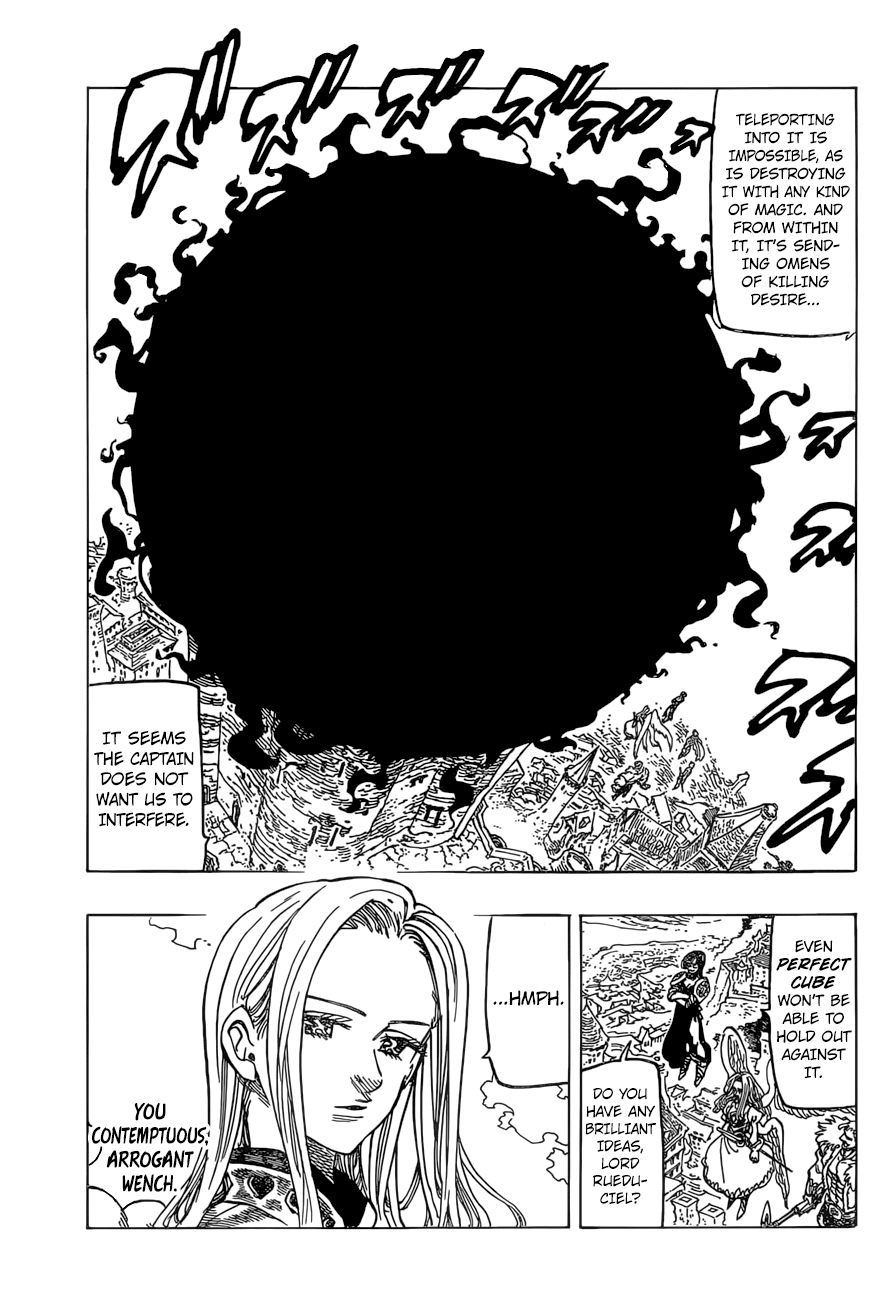 TELEPORTING
INTO IT IS
IMPOSSIBLE, AS
IS DESTROYING
IT WITH ANY KIND
OF MAGIC. AND
FROM WITHIN
IT, IT'S SEND-
ING OMENS
OF KILLING
DESIRE...
IT SEEMS
THE CAPTAIN
DOES NOT
WANT US TO
INTERFERE.
EVEN
PERFECT
CUBE
WON'T BE
ABLE TO
HOLD OUT
AGAINST
IT.
DO YOU
HAVE ANY
BRILLIANT
IDEAS,
LORD
RUEDU-
CIEL?
...HMPH.
YOU
CONTEMPTUOUS,
ARROGANT
WENCH.